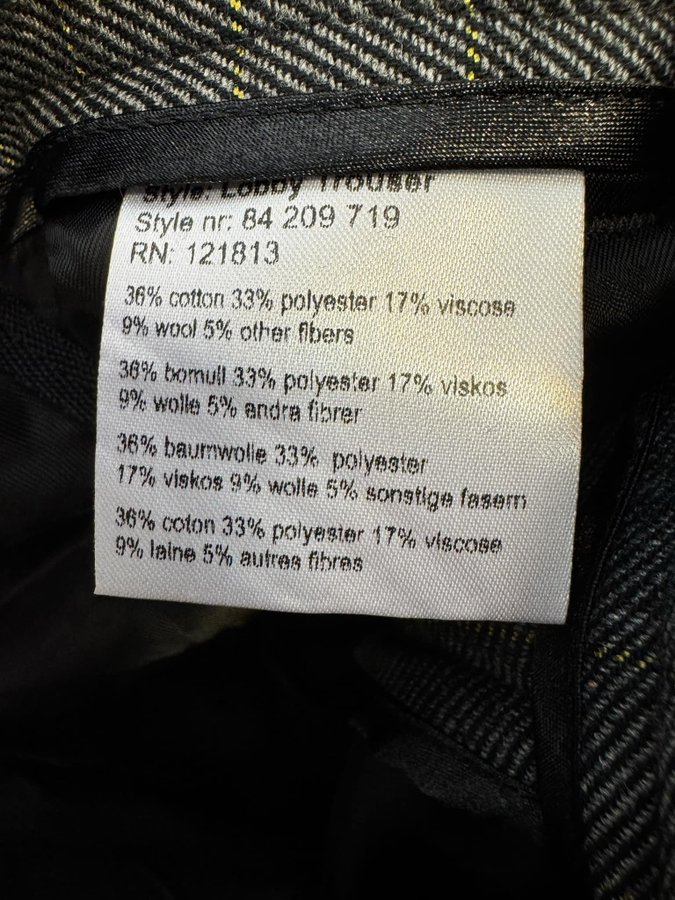 Style: Lobby Trouser
Style nr: 84 209 719
RN: 121813
36% cotton 33% polyester 17% viscose
9% wool 5% other fibers
36% bomull 33% polyester 17% viskos
9% wolle 5% andra fibrer
36% baumwolle 33% polyester
17% viskos 9% wolle 5% sonstige fasern
36% coton 33% polyester 17% viscose
9% laine 5% autres fibres